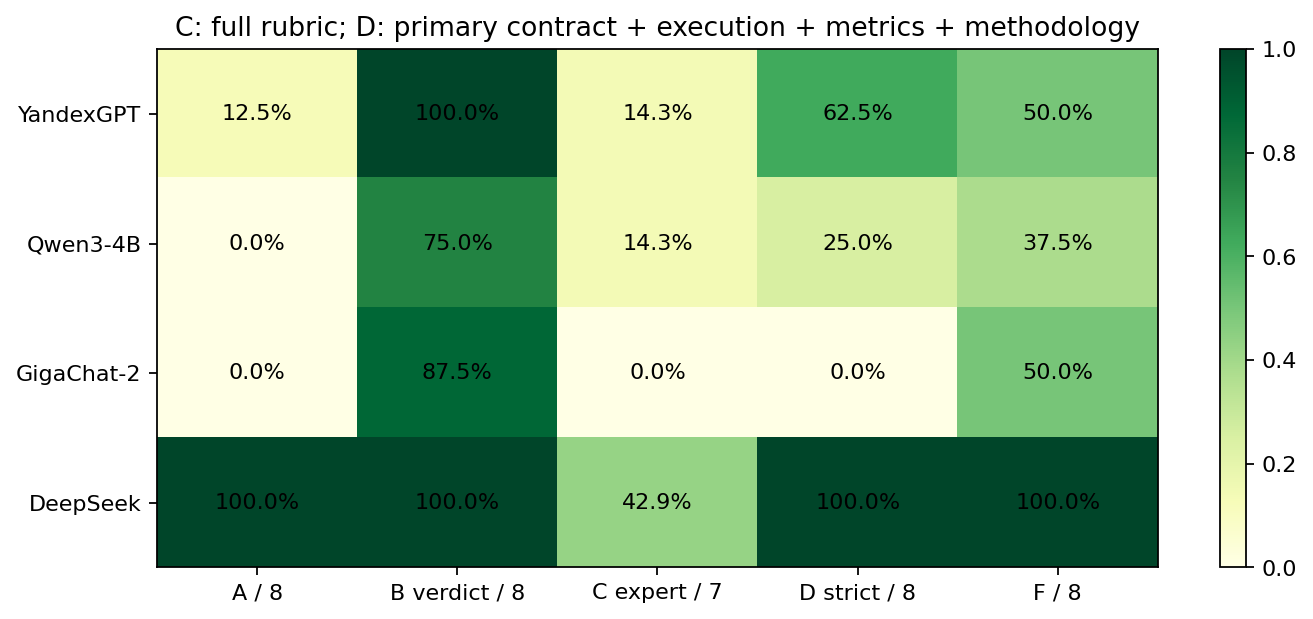 C: full rubric; D: primary contract + execution + metrics + methodology
YandexGPT 12.5% 100.0% 14.3% 62.5% 50.0%
Qwen3-4B 0.0% 75.0% 14.3% 25.0% 37.5%
GigaChat-2 0.0% 87.5% 0.0% 0.0% 50.0%
DeepSeek 100.0% 100.0% 42.9% 100.0% 100.0%
A / 8 B verdict / 8 C expert / 7 D strict / 8 F / 8
1.0
0.8
0.6
0.4
0.2
0.0